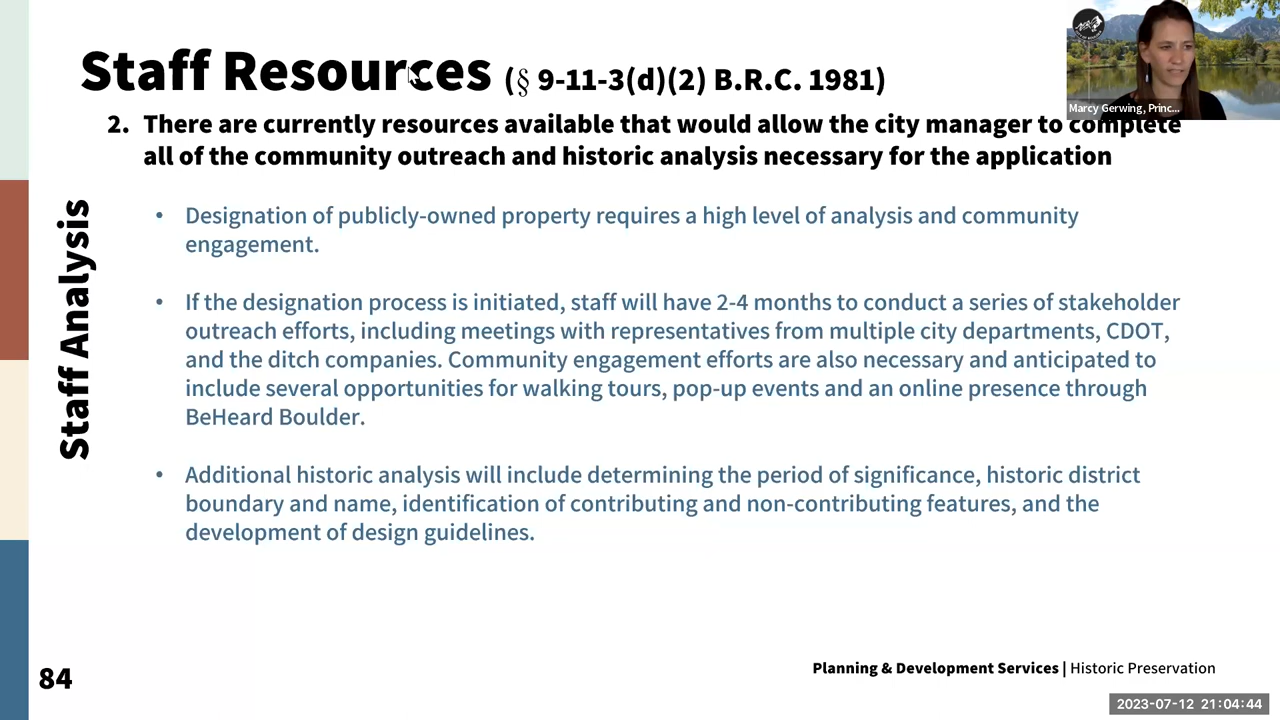 Staff Resources (§ 9-11-3(d)(2) B.R.C. 1981)
Marcy Gerwing, Princ...
2. There are currently resources available that would allow the city manager to complete
all of the community outreach and historic analysis necessary for the application
Staff Analysis
• Designation of publicly-owned property requires a high level of analysis and community
engagement.
• If the designation process is initiated, staff will have 2-4 months to conduct a series of stakeholder
outreach efforts, including meetings with representatives from multiple city departments, CDOT,
and the ditch companies. Community engagement efforts are also necessary and anticipated to
include several opportunities for walking tours, pop-up events and an online presence through
BeHeard Boulder.
• Additional historic analysis will include determining the period of significance, historic district
boundary and name, identification of contributing and non-contributing features, and the
development of design guidelines.
84
Planning & Development Services | Historic Preservation
2023-07-12 21:04:44